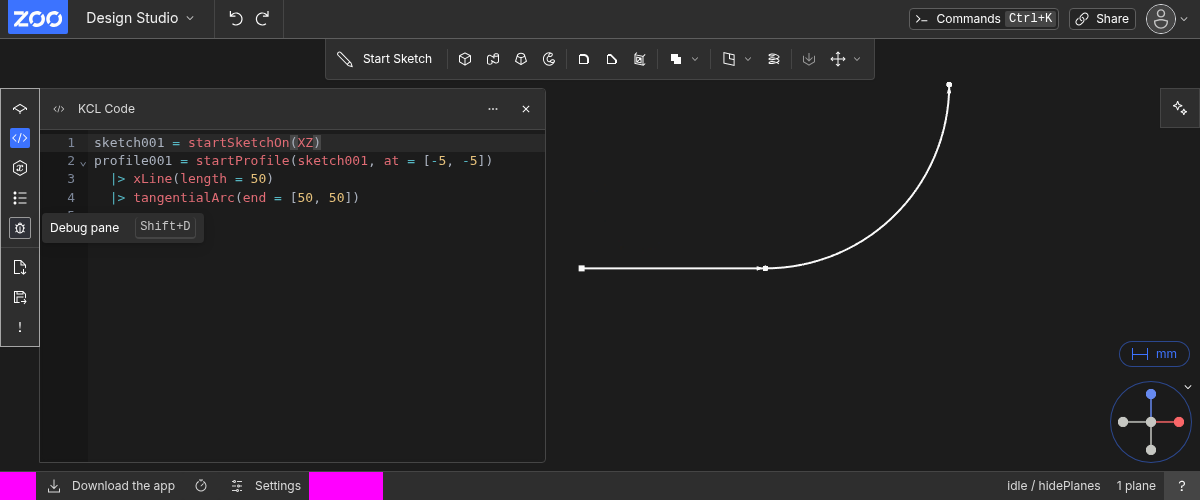 ZOO Design Studio Commands Ctrl+K Share
Start Sketch
KCL Code
1 sketch001 = startSketchOn(XZ)
2 profile001 = startProfile(sketch001, at = [-5, -5])
3 |> xLine(length = 50)
4 |> tangentialArc(end = [50, 50])
Debug pane Shift+D
mm
Download the app Settings idle / hidePlanes 1 plane ?